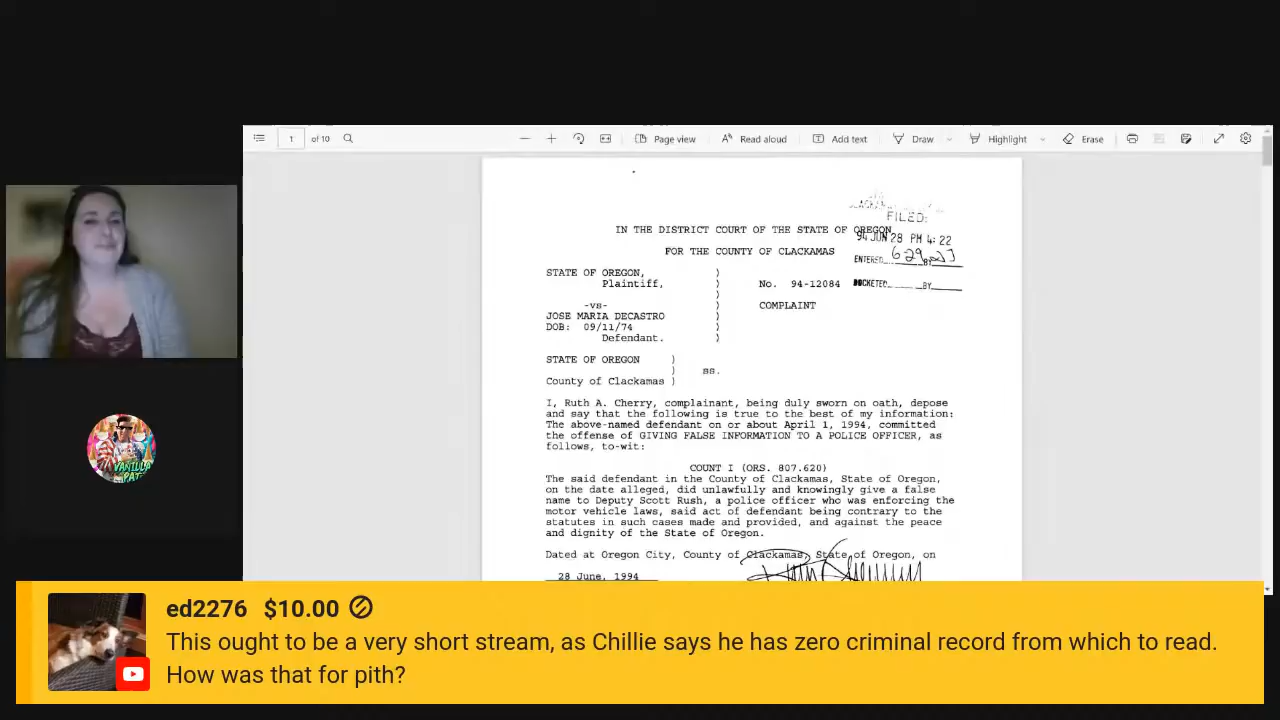 1 of 10
Page view
Read aloud
Add text
Draw
Highlight
Erase
FILED:
IN THE DISTRICT COURT OF THE STATE OF OREGON
94 JUN 28 PM 4:22
FOR THE COUNTY OF CLACKAMAS
ENTERED BY
STATE OF OREGON, )
Plaintiff, ) No. 94-12084
DOCKETED BY
)
-vs- ) COMPLAINT
JOSE MARIA DECASTRO )
DOB: 09/11/74 )
Defendant. )
STATE OF OREGON )
) ss.
County of Clackamas )
I, Ruth A. Cherry, complainant, being duly sworn on oath, depose
and say that the following is true to the best of my information:
The above-named defendant on or about April 1, 1994, committed
the offense of GIVING FALSE INFORMATION TO A POLICE OFFICER, as
follows, to-wit:
COUNT I (ORS. 807.620)
The said defendant in the County of Clackamas, State of Oregon,
on the date alleged, did unlawfully and knowingly give a false
name to Deputy Scott Rush, a police officer who was enforcing the
motor vehicle laws, said act of defendant being contrary to the
statutes in such cases made and provided, and against the peace
and dignity of the State of Oregon.
Dated at Oregon City, County of Clackamas, State of Oregon, on
28 June, 1994
VANILLA
PAT
ed2276 $10.00
This ought to be a very short stream, as Chillie says he has zero criminal record from which to read.
How was that for pith?